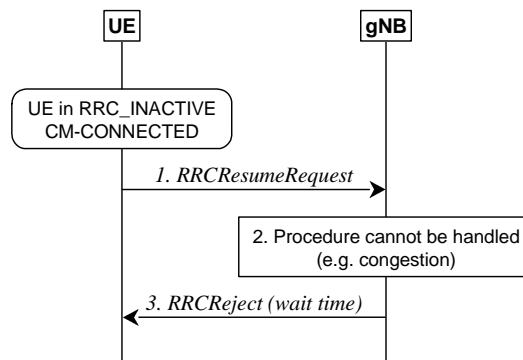 UE
gNB
UE in RRC_INACTIVE
CM-CONNECTED
1. RRCResumeRequest
2. Procedure cannot be handled
(e.g. congestion)
3. RRCReject (wait time)